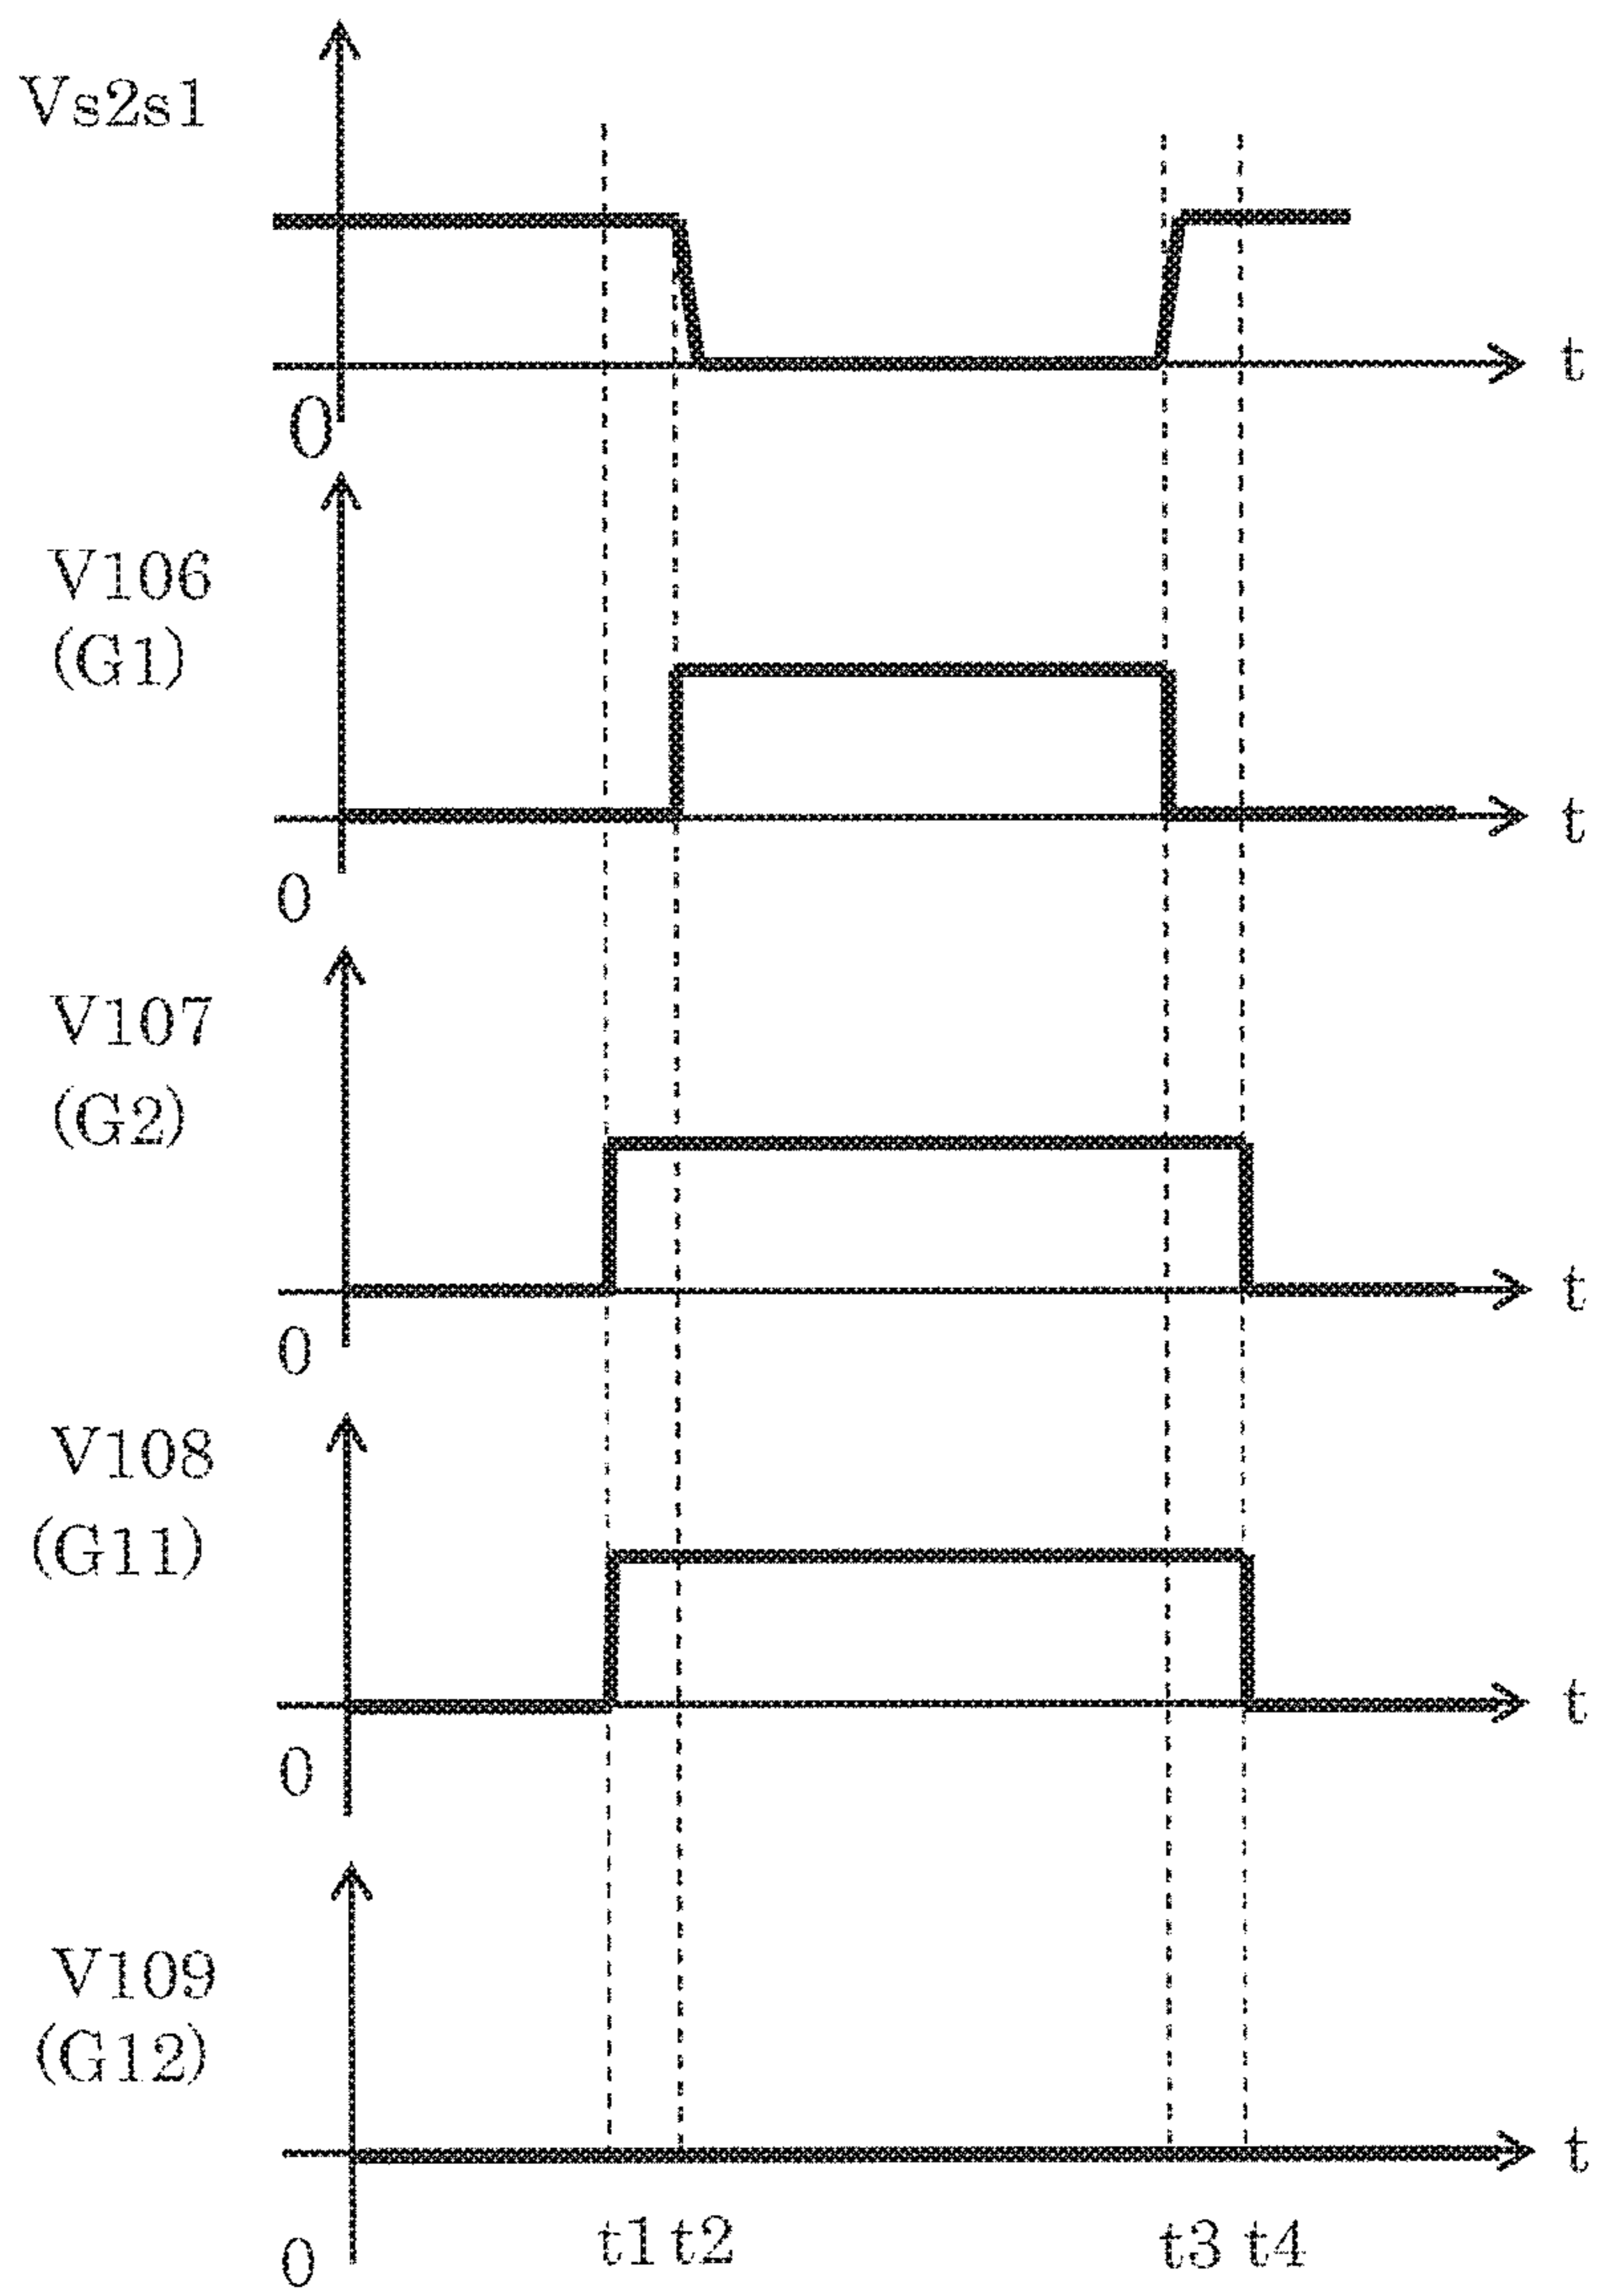 Vs2s1
t
0
V106
(G1)
t
0
V107
(G2)
t
0
V108
(G11)
t
0
V109
(G12)
t
0
t1 t2 t3 t4